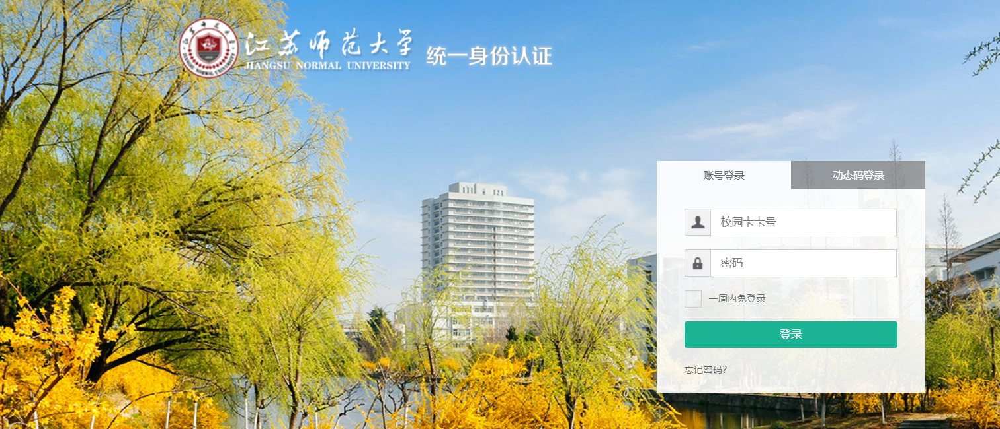 江苏师范大学
JIANGSU NORMAL UNIVERSITY
统一身份认证
账号登录
动态码登录
校园卡卡号
密码
一周内免登录
登录
忘记密码?